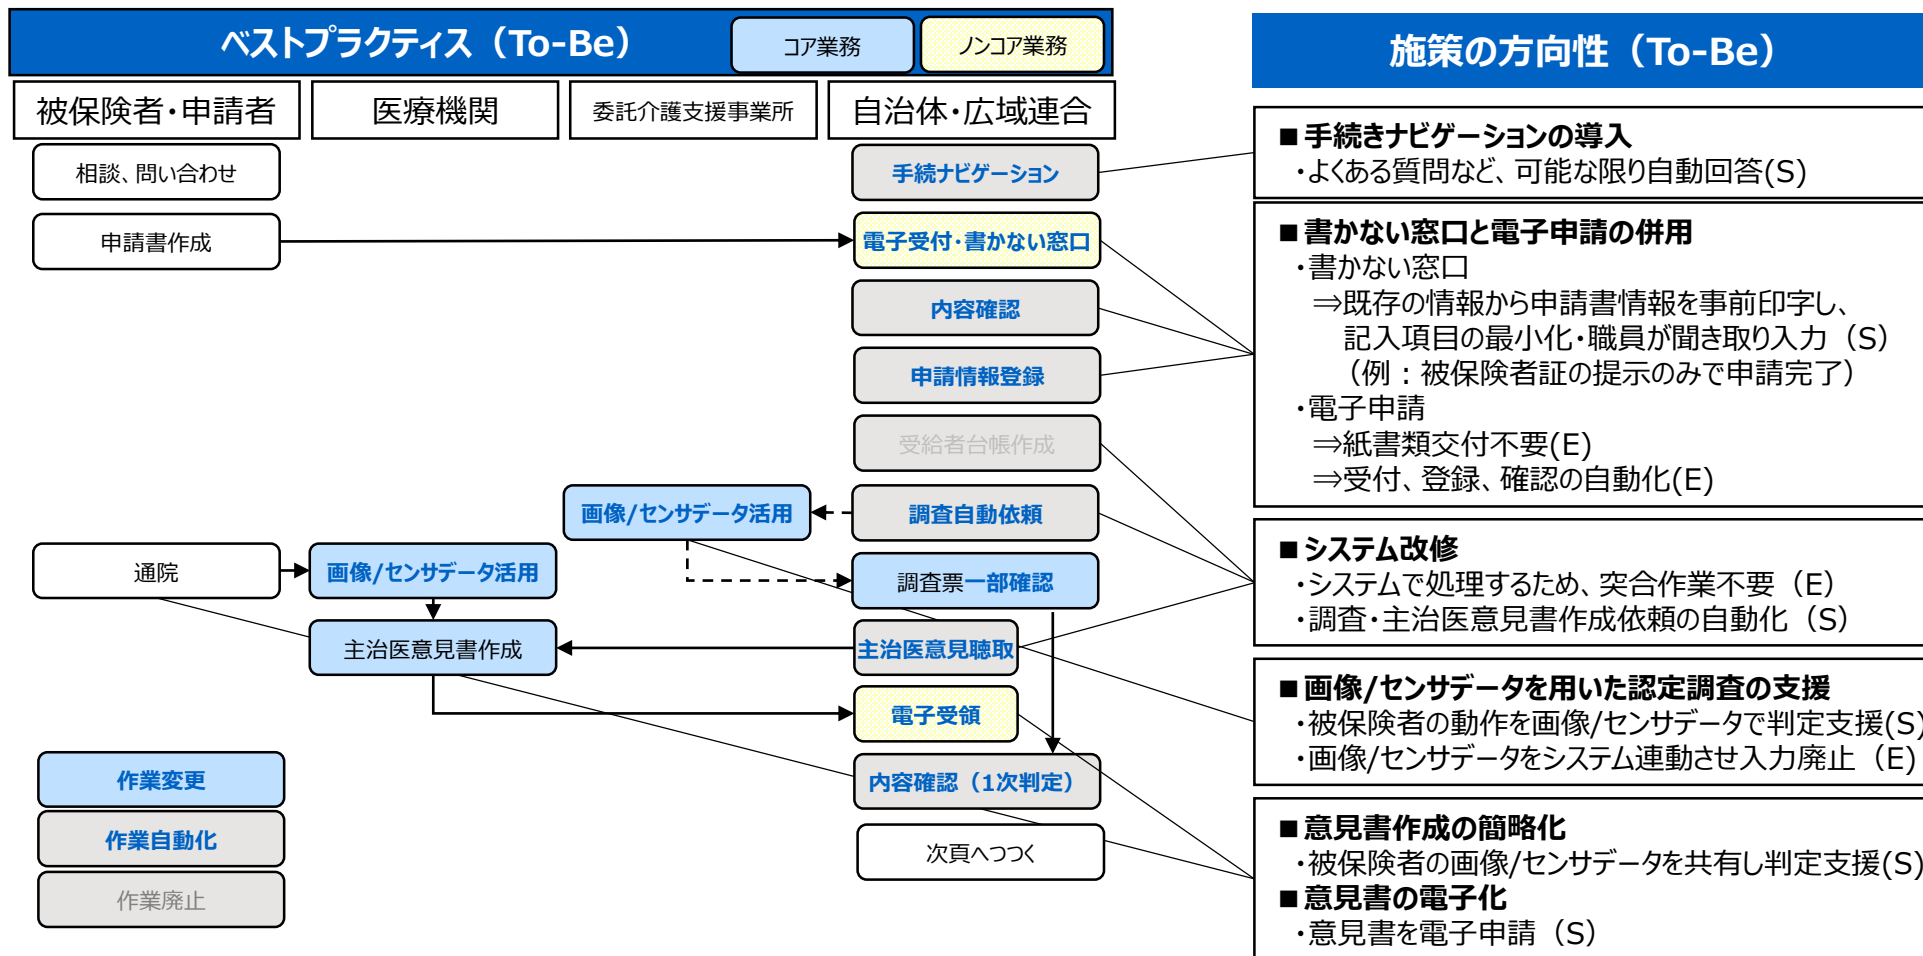 ベストプラクティス（To-Be）
コア業務
ノンコア業務
施策の方向性（To-Be）
被保険者・申請者
医療機関
委託介護支援事業所
自治体・広域連合
相談、問い合わせ
手続ナビゲーション
申請書作成
電子受付・書かない窓口
内容確認
申請情報登録
受給者台帳作成
画像/センサデータ活用
調査自動依頼
通院
画像/センサデータ活用
調査票一部確認
主治医意見書作成
主治医意見聴取
電子受領
内容確認（1次判定）
次頁へつつく
作業変更
作業自動化
作業廃止
■手続きナビゲーションの導入
・よくある質問など、可能な限り自動回答(S)
■書かない窓口と電子申請の併用
・書かない窓口
⇒既存の情報から申請書情報を事前印字し、
記入項目の最小化・職員が聞き取り入力（S）
（例：被保険者証の提示のみで申請完了）
・電子申請
⇒紙書類交付不要(E)
⇒受付、登録、確認の自動化(E)
■システム改修
・システムで処理するため、突合作業不要（E）
・調査・主治医意見書作成依頼の自動化（S）
■画像/センサデータを用いた認定調査の支援
・被保険者の動作を画像/センサデータで判定支援(S)
・画像/センサデータをシステム連動させ入力廃止（E)
■意見書作成の簡略化
・被保険者の画像/センサデータを共有し判定支援(S)
■意見書の電子化
・意見書を電子申請（S）